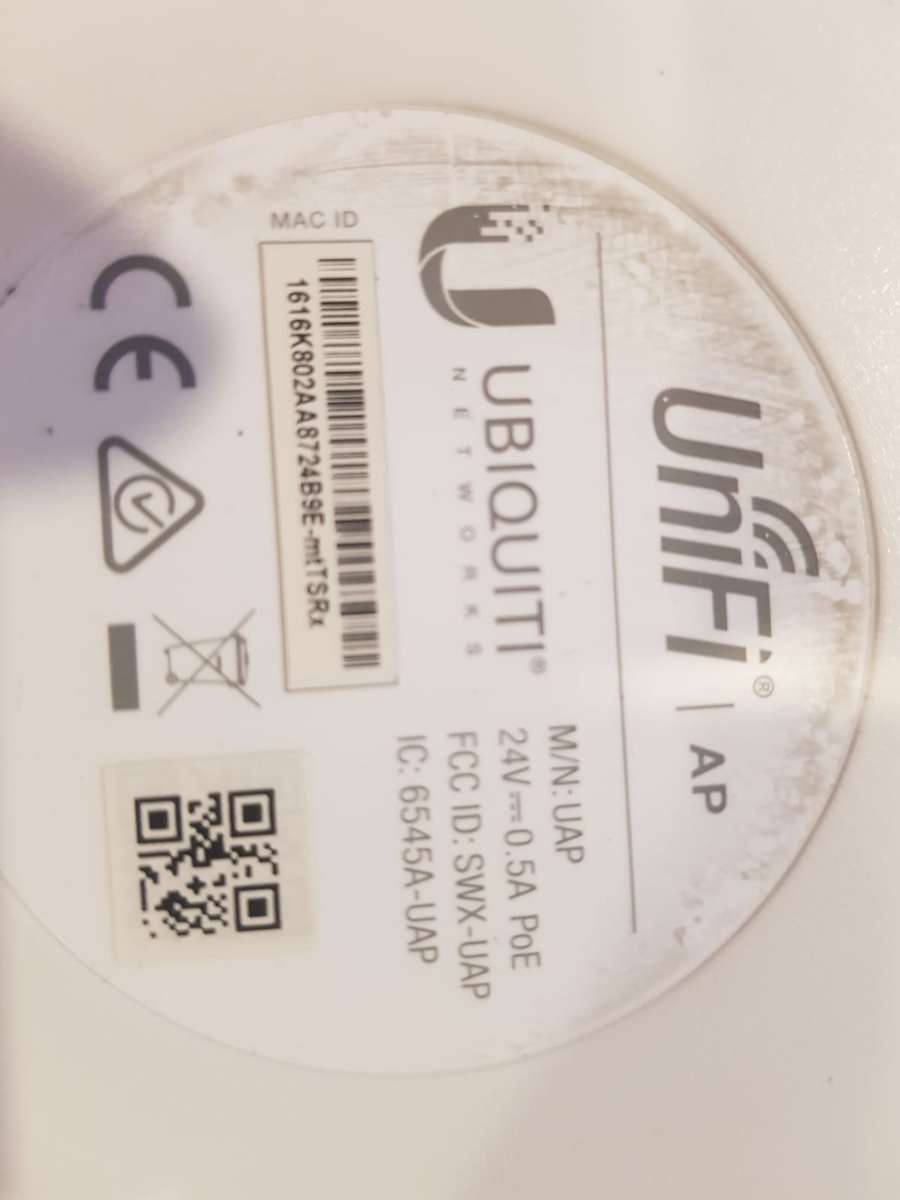 UniFi® | AP
UBIQUITI®
NETWORKS
M/N: UAP
24V⎓0.5A PoE
FCC ID: SWX-UAP
IC: 6545A-UAP
MAC ID
1616K802AA8724B9E-mtTSRx
CE